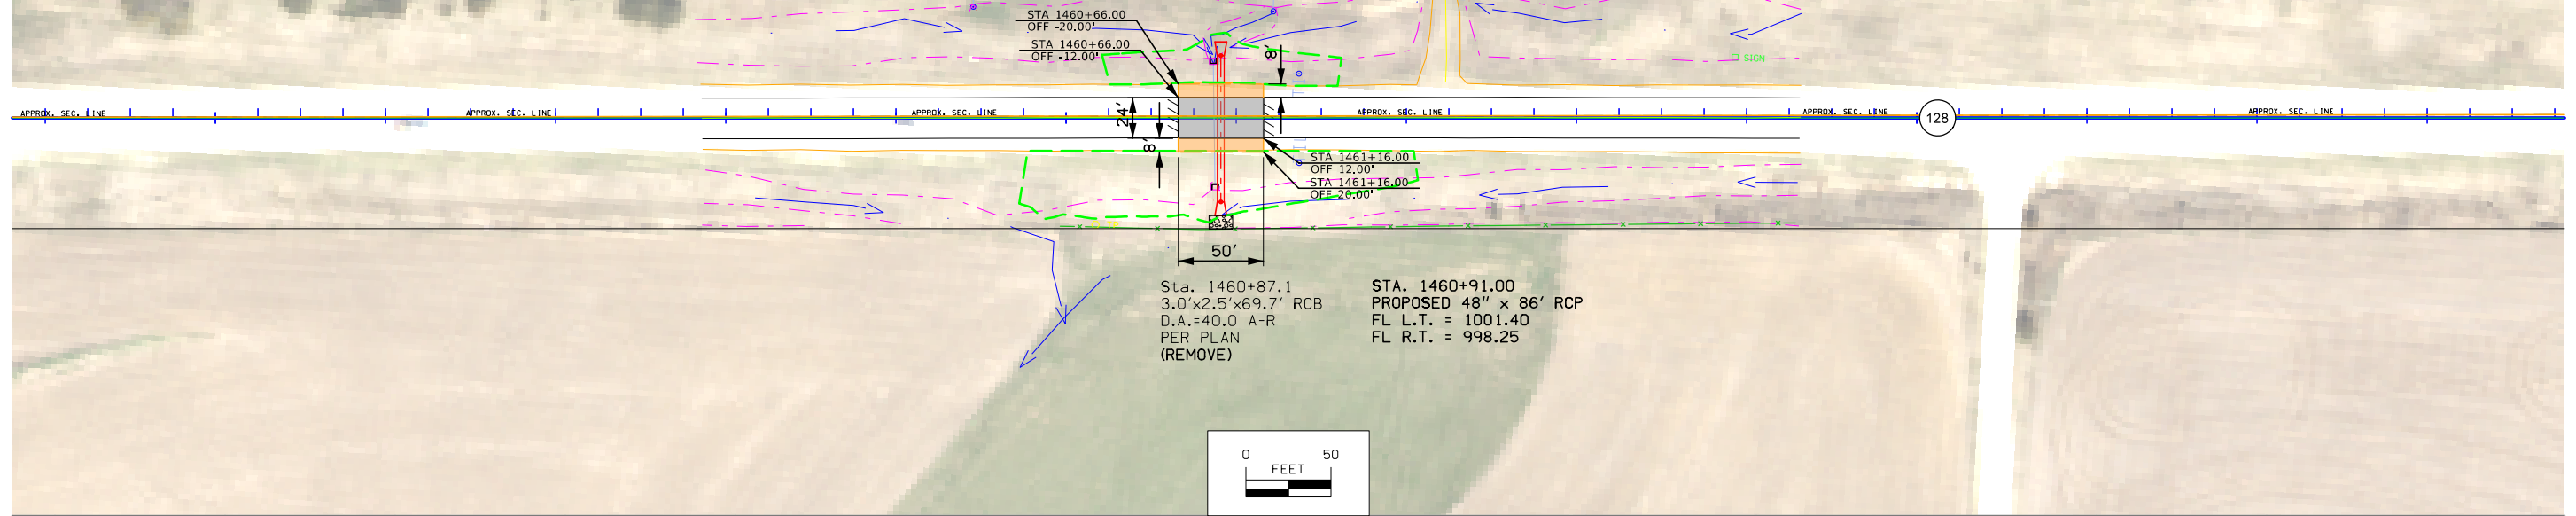 STA 1460+66.00
OFF -20.00'
STA 1460+66.00
OFF -12.00'
8'
SIGN
APPROX. SEC. LINE
APPROX. SEC. LINE
APPROX. SEC. LINE
APPROX. SEC. LINE
APPROX. SEC. LINE
APPROX. SEC. LINE
24'
128
8'
STA 1461+16.00
OFF 12.00'
STA 1461+16.00
OFF 20.00'
50'
Sta. 1460+87.1
3.0'x2.5'x69.7' RCB
D.A.=40.0 A-R
PER PLAN
(REMOVE)
STA. 1460+91.00
PROPOSED 48" x 86' RCP
FL L.T. = 1001.40
FL R.T. = 998.25
0 50
FEET